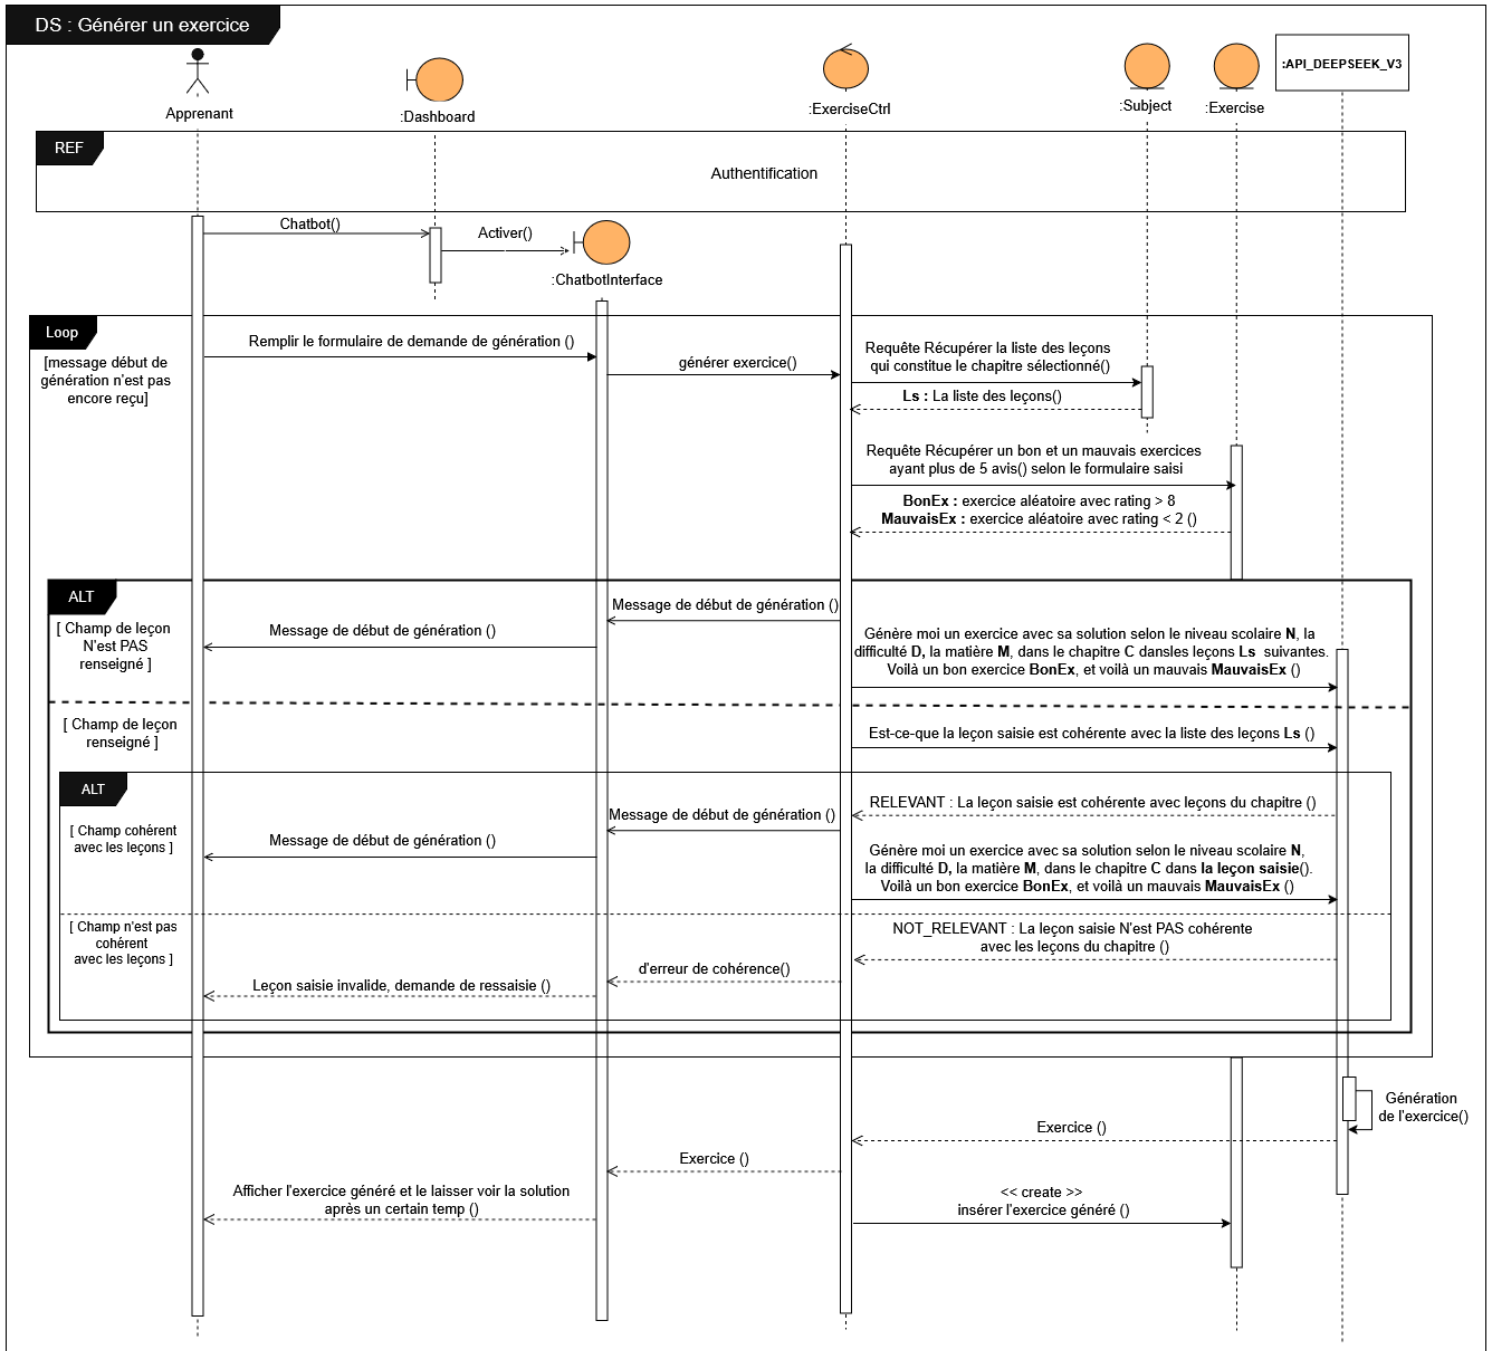 DS : Générer un exercice
Apprenant
:Dashboard
:ExerciseCtrl
:Subject
:Exercise
:API_DEEPSEEK_V3
REF
Authentification
Chatbot()
Activer()
:ChatbotInterface
Loop
[message début de
génération n'est pas
encore reçu]
Remplir le formulaire de demande de génération ()
générer exercice()
Requête Récupérer la liste des leçons
qui constitue le chapitre sélectionné()
Ls : La liste des leçons()
Requête Récupérer un bon et un mauvais exercices
ayant plus de 5 avis() selon le formulaire saisi
BonEx : exercice aléatoire avec rating > 8
MauvaisEx : exercice aléatoire avec rating < 2 ()
ALT
[ Champ de leçon
N'est PAS
renseigné ]
Message de début de génération ()
Message de début de génération ()
Génère moi un exercice avec sa solution selon le niveau scolaire N, la
difficulté D, la matière M, dans le chapitre C dansles leçons Ls suivantes.
Voilà un bon exercice BonEx, et voilà un mauvais MauvaisEx ()
[ Champ de leçon
renseigné ]
Est-ce-que la leçon saisie est cohérente avec la liste des leçons Ls ()
ALT
[ Champ cohérent
avec les leçons ]
RELEVANT : La leçon saisie est cohérente avec leçons du chapitre ()
Message de début de génération ()
Message de début de génération ()
Génère moi un exercice avec sa solution selon le niveau scolaire N,
la difficulté D, la matière M, dans le chapitre C dans la leçon saisie().
Voilà un bon exercice BonEx, et voilà un mauvais MauvaisEx ()
[ Champ n'est pas
cohérent
avec les leçons ]
NOT_RELEVANT : La leçon saisie N'est PAS cohérente
avec les leçons du chapitre ()
d'erreur de cohérence()
Leçon saisie invalide, demande de ressaisie ()
Génération
de l'exercice()
Exercice ()
Exercice ()
Afficher l'exercice généré et le laisser voir la solution
après un certain temp ()
<< create >>
insérer l'exercice généré ()